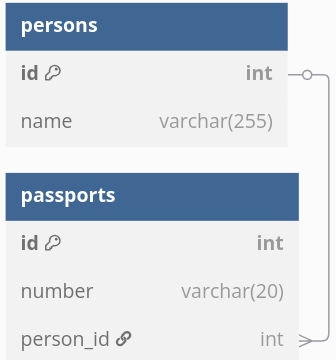 persons
id int
name varchar(255)
passports
id int
number varchar(20)
person_id int